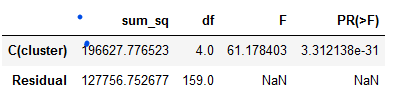 sum_sq df F PR(>F)
C(cluster) 196627.776523 4.0 61.178403 3.312138e-31
Residual 127756.752677 159.0 NaN NaN